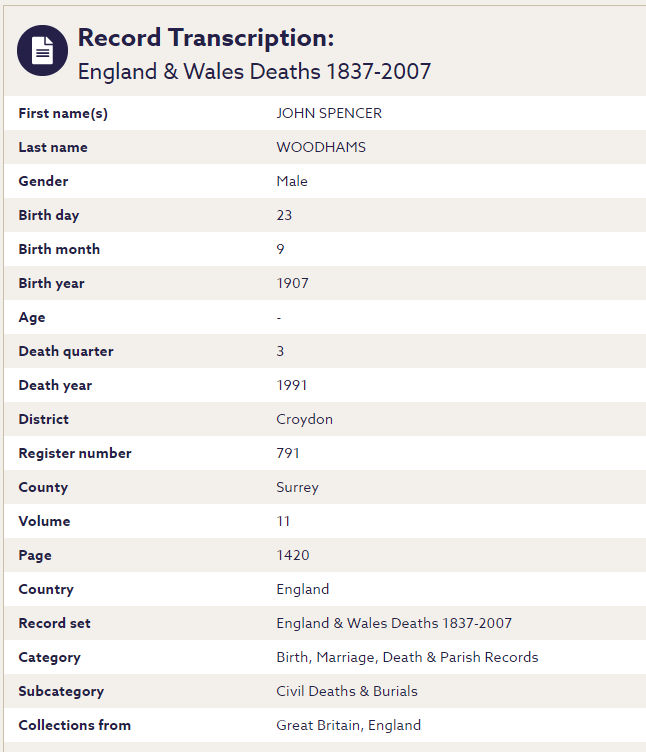 Record Transcription:
England & Wales Deaths 1837-2007
First name(s) JOHN SPENCER
Last name WOODHAMS
Gender Male
Birth day 23
Birth month 9
Birth year 1907
Age -
Death quarter 3
Death year 1991
District Croydon
Register number 791
County Surrey
Volume 11
Page 1420
Country England
Record set England & Wales Deaths 1837-2007
Category Birth, Marriage, Death & Parish Records
Subcategory Civil Deaths & Burials
Collections from Great Britain, England